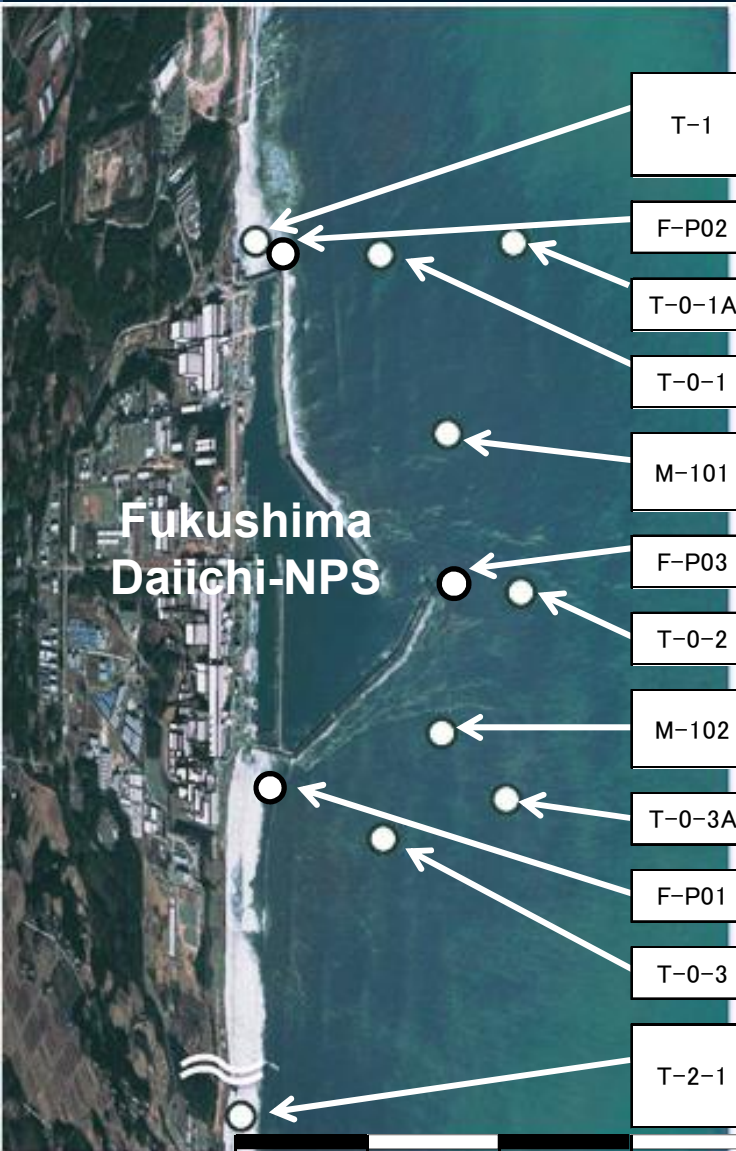 T-1
F-P02
T-0-1A
T-0-1
M-101
Fukushima
Daiichi-NPS
F-P03
T-0-2
M-102
T-0-3A
F-P01
T-0-3
T-2-1